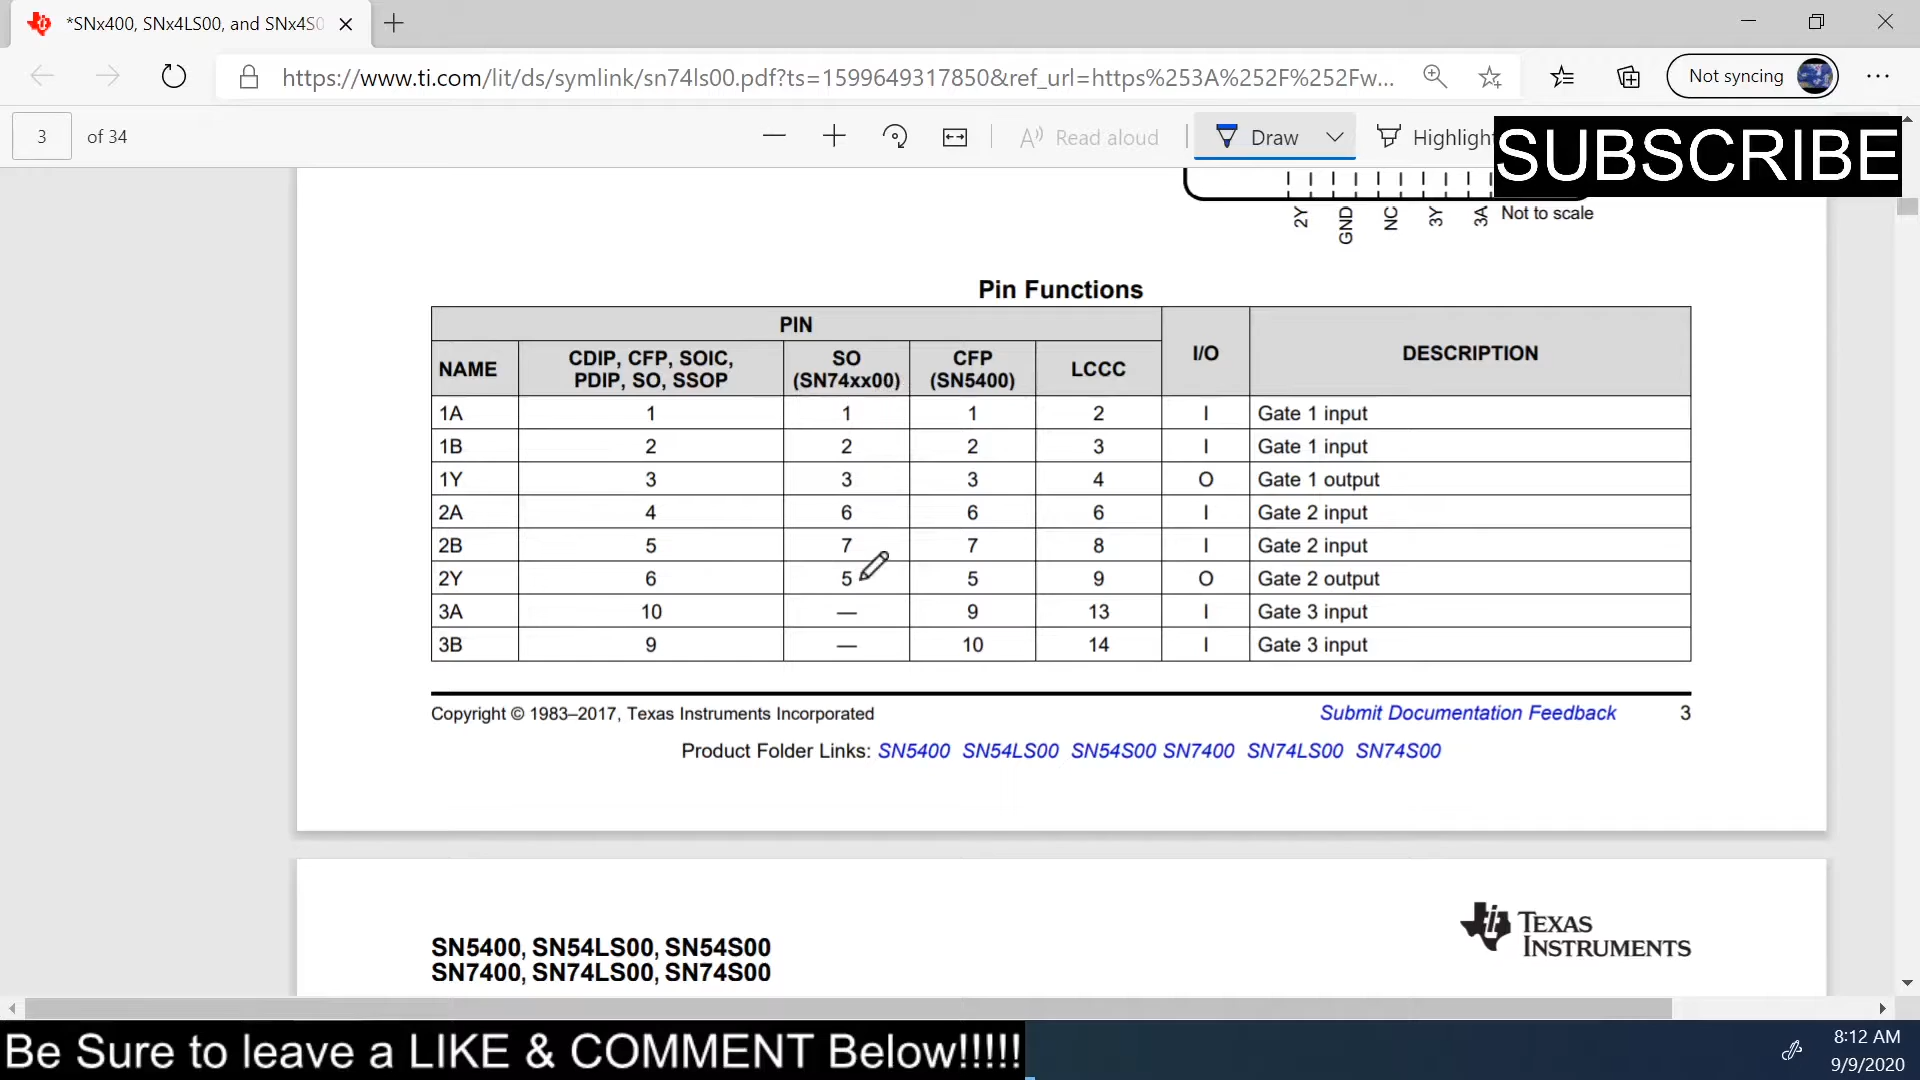 *SNx400, SNx4LS00, and SNx4S0
https://www.ti.com/lit/ds/symlink/sn74ls00.pdf?ts=1599649317850&ref_url=https%253A%252F%252Fw...
Not syncing
3 of 34
Read aloud
Draw
Highlight
SUBSCRIBE
2Y GND NC 3Y 3A Not to scale
Pin Functions
PIN I/O DESCRIPTION
NAME CDIP, CFP, SOIC, PDIP, SO, SSOP SO (SN74xx00) CFP (SN5400) LCCC
1A 1 1 1 2 I Gate 1 input
1B 2 2 2 3 I Gate 1 input
1Y 3 3 3 4 O Gate 1 output
2A 4 6 6 6 I Gate 2 input
2B 5 7 7 8 I Gate 2 input
2Y 6 5 5 9 O Gate 2 output
3A 10 — 9 13 I Gate 3 input
3B 9 — 10 14 I Gate 3 input
Copyright © 1983–2017, Texas Instruments Incorporated Submit Documentation Feedback 3
Product Folder Links: SN5400 SN54LS00 SN54S00 SN7400 SN74LS00 SN74S00
TEXAS
INSTRUMENTS
SN5400, SN54LS00, SN54S00
SN7400, SN74LS00, SN74S00
Be Sure to leave a LIKE & COMMENT Below!!!!!
8:12 AM
9/9/2020